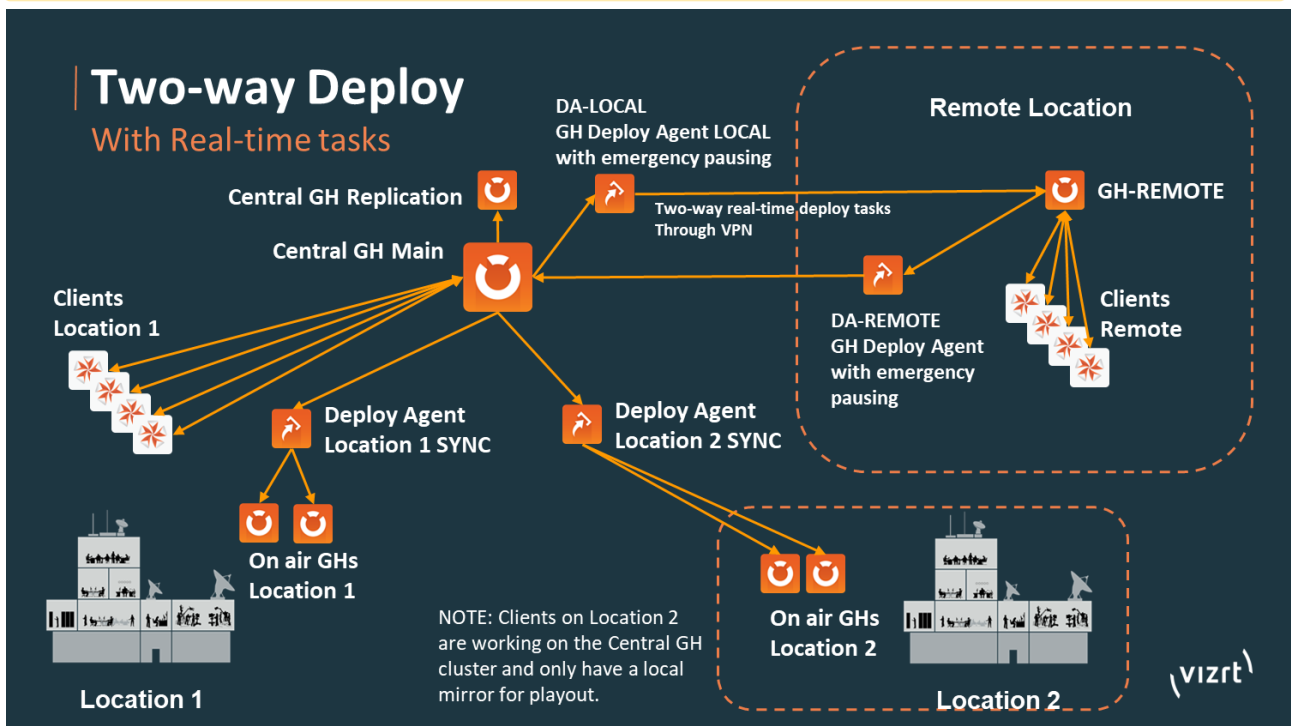 Two-way Deploy
With Real-time tasks
DA-LOCAL
GH Deploy Agent LOCAL
with emergency pausing
Remote Location
Central GH Replication
GH-REMOTE
Two-way real-time deploy tasks
Through VPN
Central GH Main
Clients
Location 1
Clients
Remote
DA-REMOTE
GH Deploy Agent
with emergency
pausing
Deploy Agent
Location 1 SYNC
Deploy Agent
Location 2 SYNC
On air GHs
Location 1
NOTE: Clients on Location 2
are working on the Central GH
cluster and only have a local
mirror for playout.
On air GHs
Location 2
Location 1
Location 2
vizrt